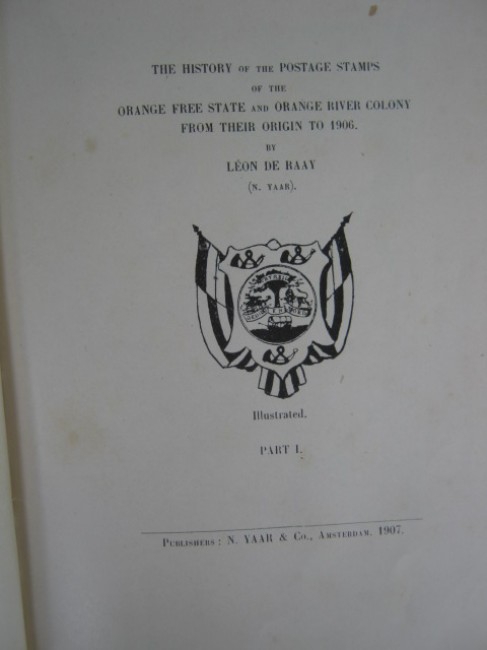 THE HISTORY OF THE POSTAGE STAMPS
OF THE
ORANGE FREE STATE AND ORANGE RIVER COLONY
FROM THEIR ORIGIN TO 1906.
BY
LÉON DE RAAY
(N. YAAR).
Illustrated.
PART I.
PUBLISHERS : N. YAAR & Co., AMSTERDAM. 1907.